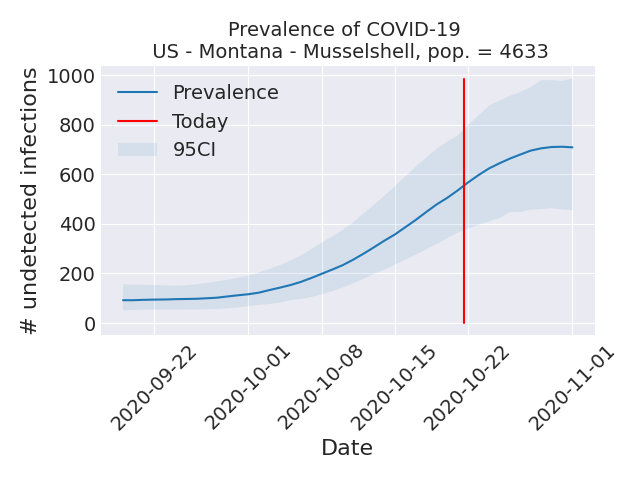 Prevalence of COVID-19
US - Montana - Musselshell, pop. = 4633
# undetected infections
1000
800
600
400
200
0
Prevalence
Today
95CI
2020-09-22
2020-10-01
2020-10-08
2020-10-15
2020-10-22
2020-11-01
Date